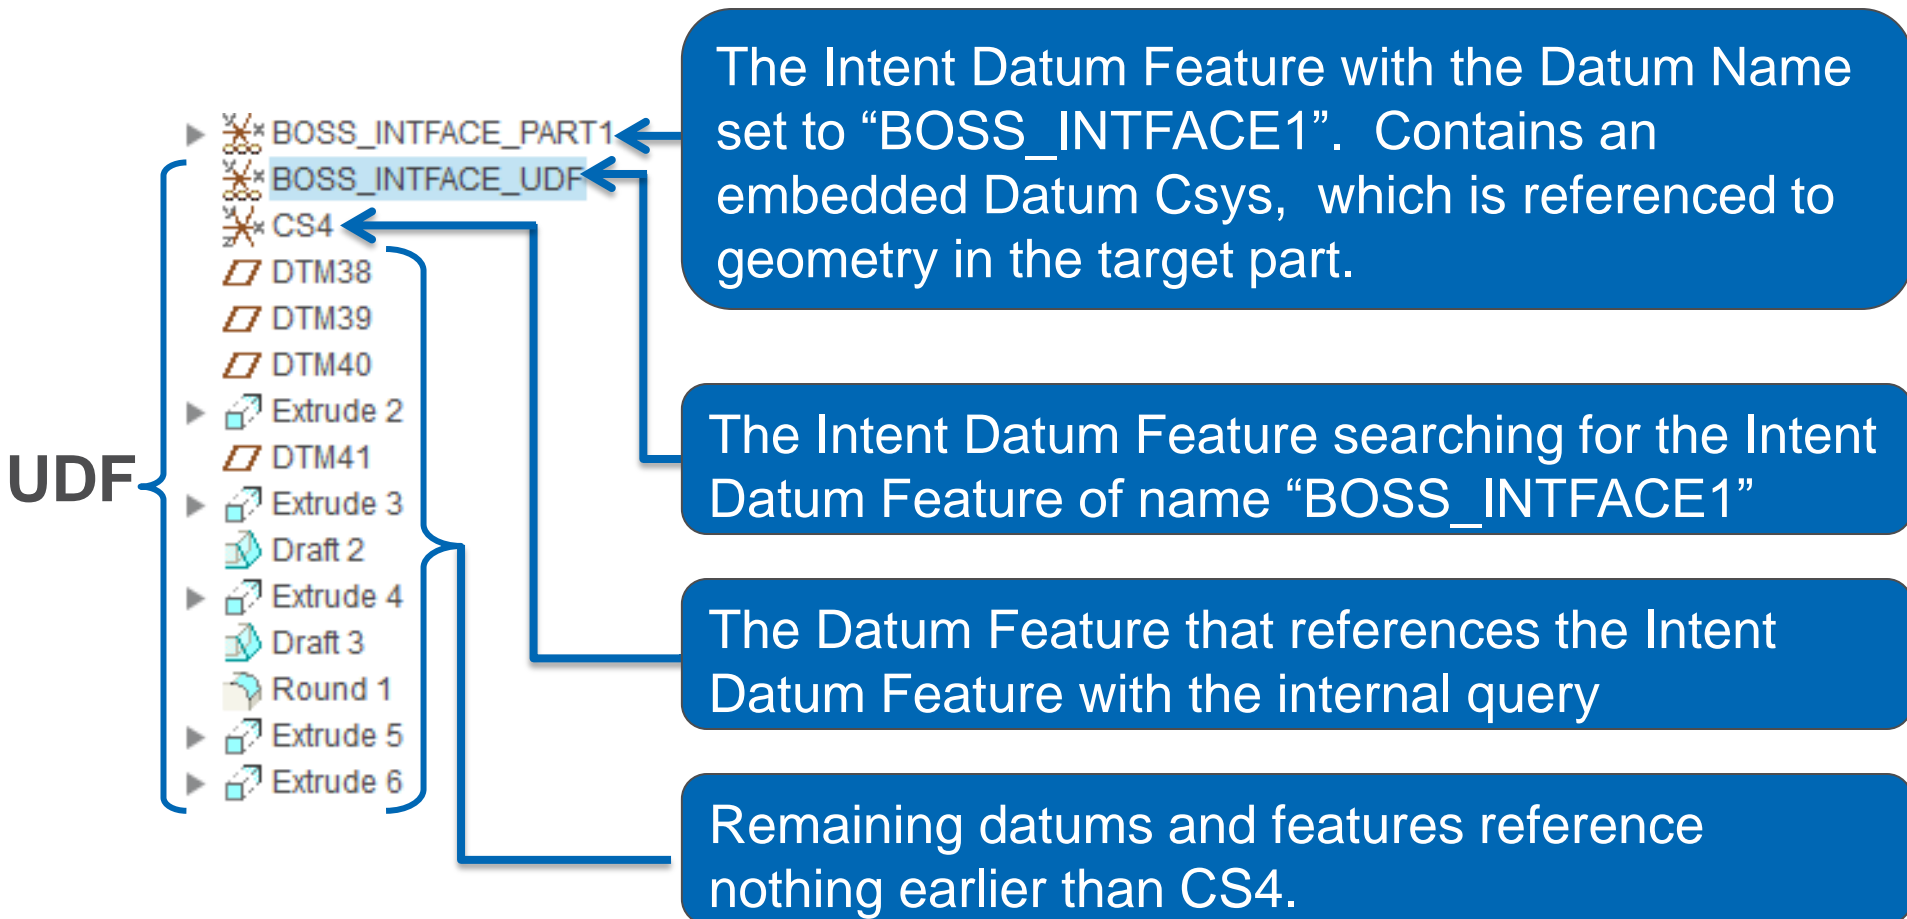 BOSS_INTFACE_PART1
BOSS_INTFACE_UDF
CS4
DTM38
DTM39
DTM40
Extrude 2
DTM41
Extrude 3
Draft 2
Extrude 4
Draft 3
Round 1
Extrude 5
Extrude 6
UDF
The Intent Datum Feature with the Datum Name
set to “BOSS_INTFACE1”. Contains an
embedded Datum Csys, which is referenced to
geometry in the target part.
The Intent Datum Feature searching for the Intent
Datum Feature of name “BOSS_INTFACE1”
The Datum Feature that references the Intent
Datum Feature with the internal query
Remaining datums and features reference
nothing earlier than CS4.